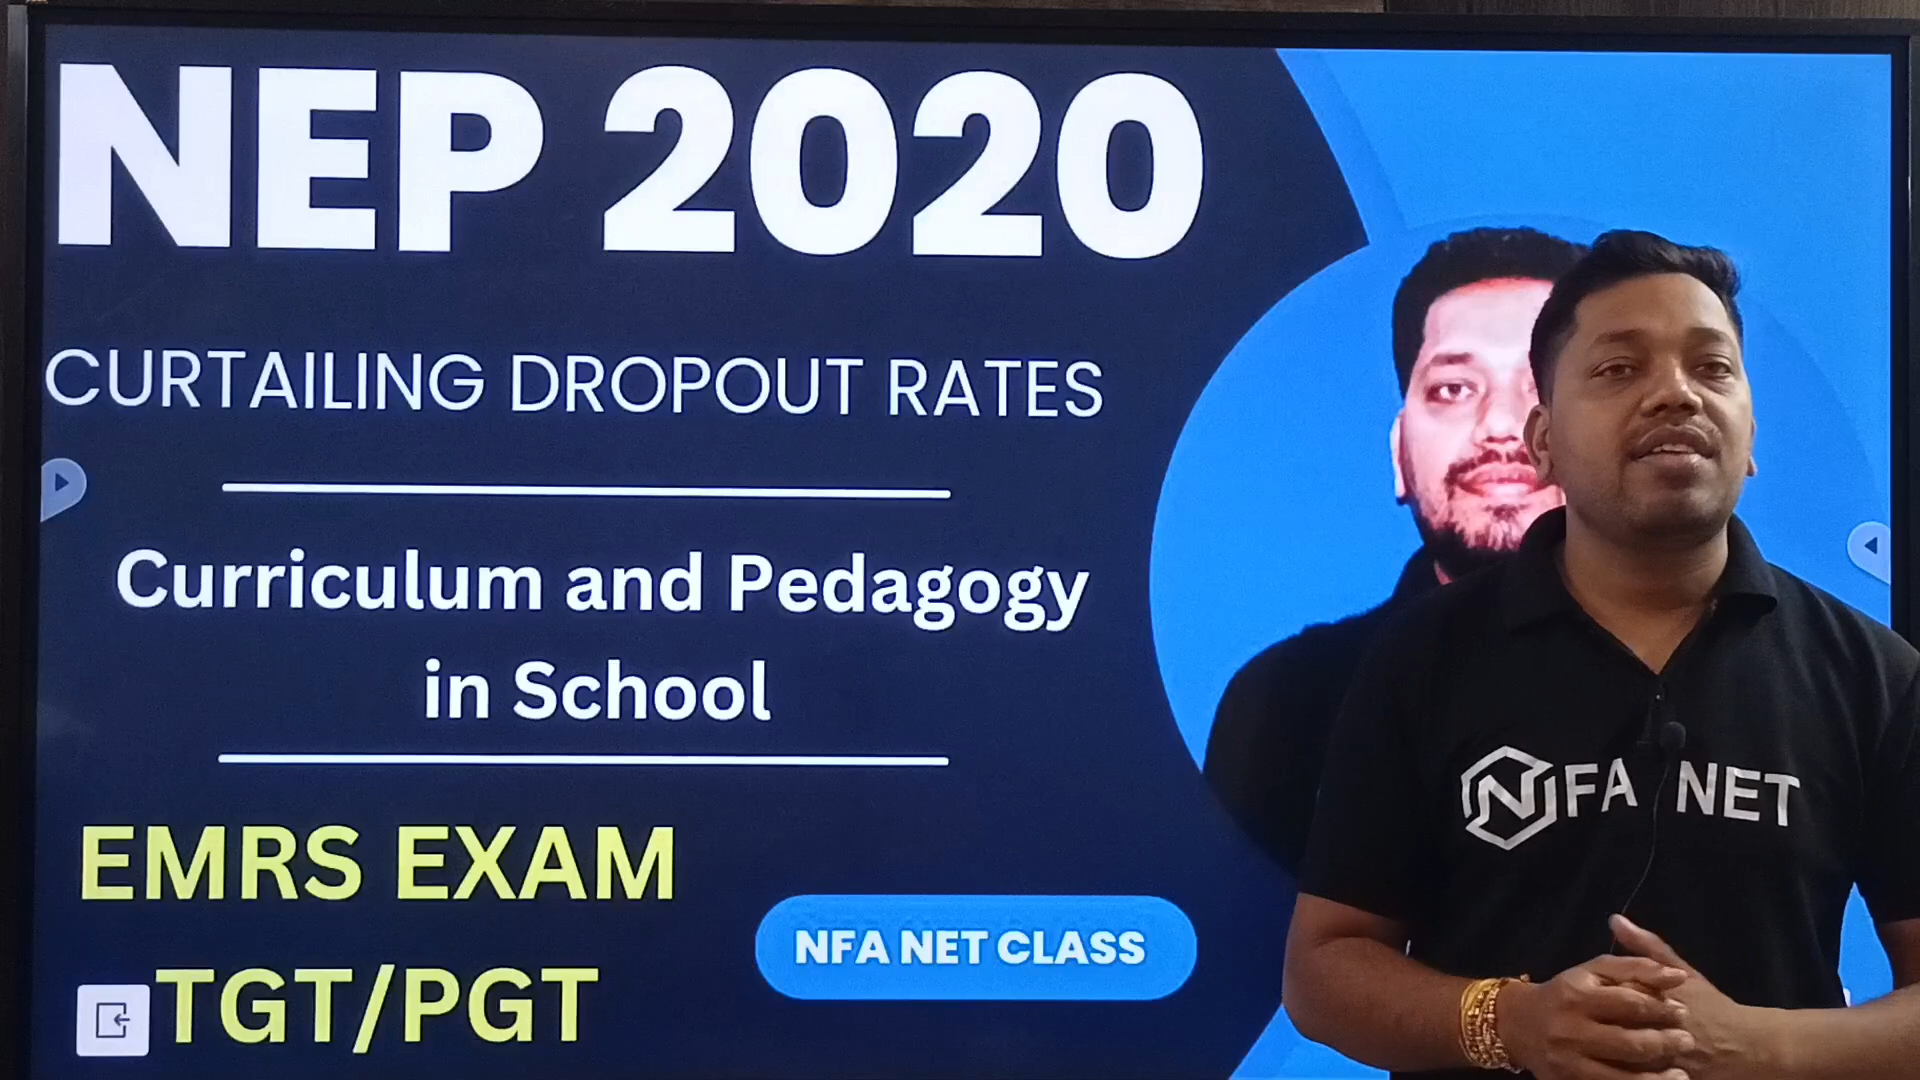 NEP 2020
CURTAILING DROPOUT RATES
Curriculum and Pedagogy
in School
EMRS EXAM
TGT/PGT
NFA NET CLASS
NFA NET